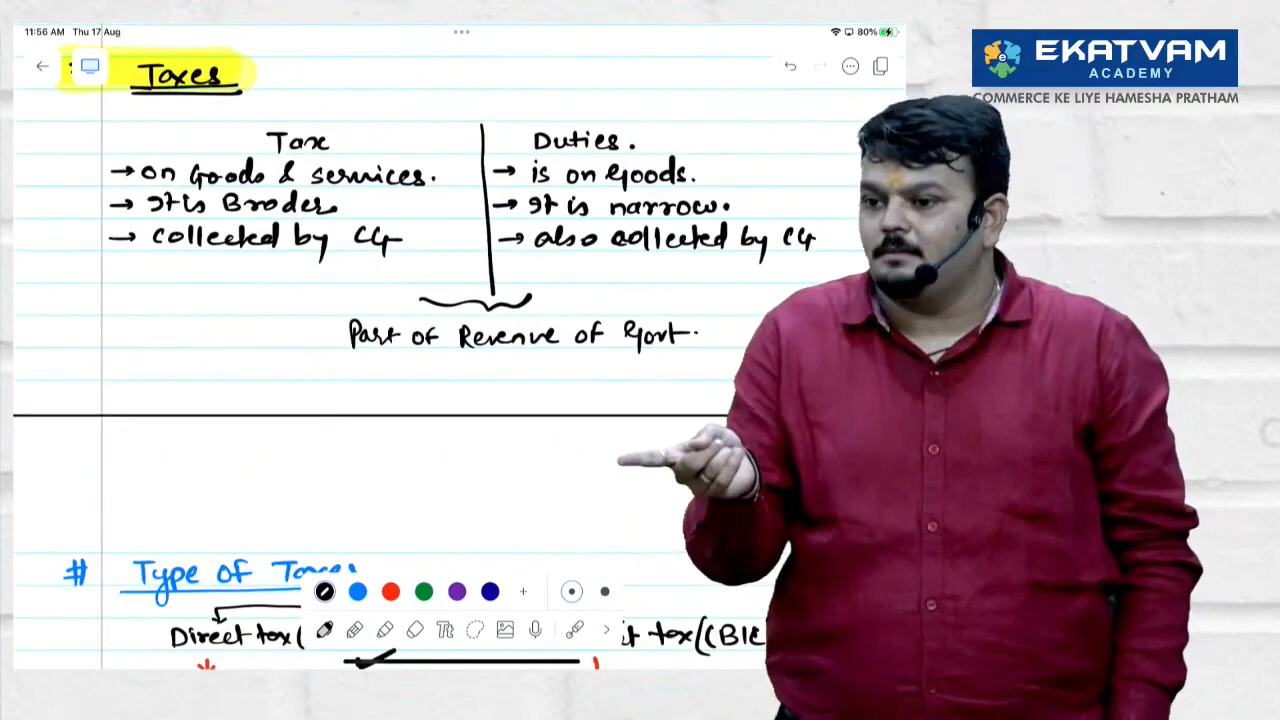 11:56 AM Thu 17 Aug
80%
EKATVAM
ACADEMY
COMMERCE KE LIYE HAMESHA PRATHAM
Taxes
Tax
→ on Goods & services.
→ It is Broder
→ collected by CG
Duties.
→ is on Goods.
→ It is narrow.
→ also collected by CG
Part of Revenue of Govt.
# Type of Taxes
Direct tax(
t tax(CBIC